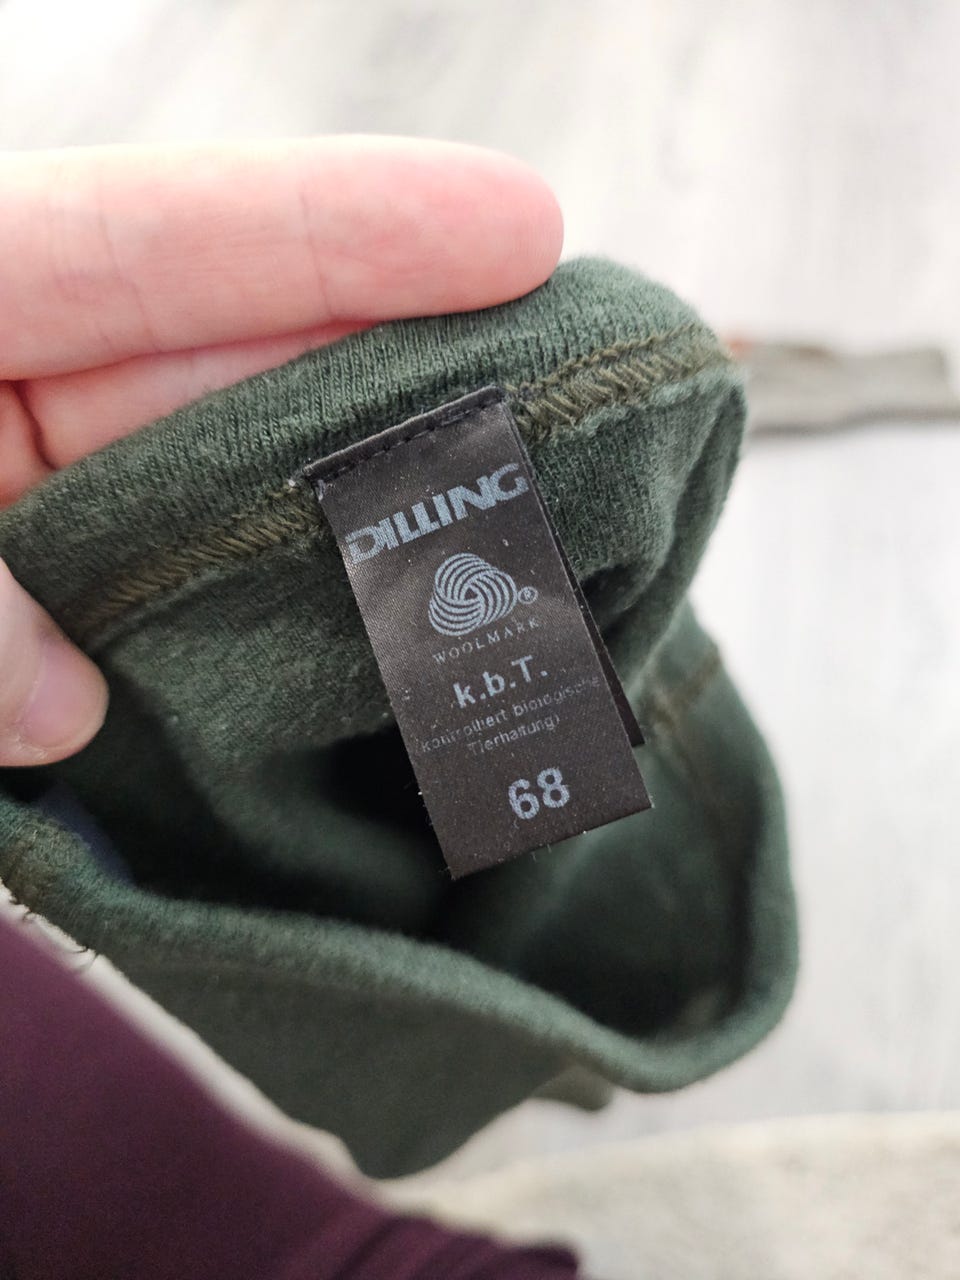 DILLING
®
WOOLMARK
k.b.T.
(kontrolliert biologische
Tierhaltung)
68